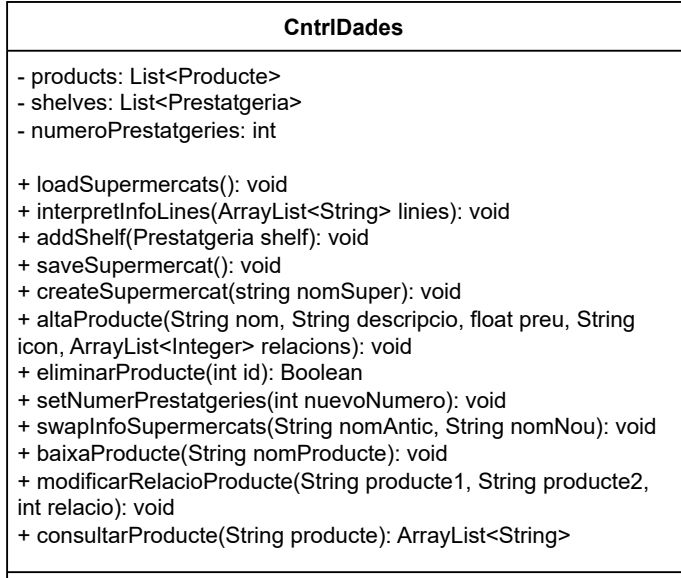 CntrlDades
- products: List<Producte>
- shelves: List<Prestatgeria>
- numeroPrestatgeries: int
+ loadSupermercats(): void
+ interpretInfoLines(ArrayList<String> linies): void
+ addShelf(Prestatgeria shelf): void
+ saveSupermercat(): void
+ createSupermercat(string nomSuper): void
+ altaProducte(String nom, String descripcio, float preu, String
icon, ArrayList<Integer> relacions): void
+ eliminarProducte(int id): Boolean
+ setNumerPrestatgeries(int nuevoNumero): void
+ swapInfoSupermercats(String nomAntic, String nomNou): void
+ baixaProducte(String nomProducte): void
+ modificarRelacioProducte(String producte1, String producte2,
int relacio): void
+ consultarProducte(String producte): ArrayList<String>